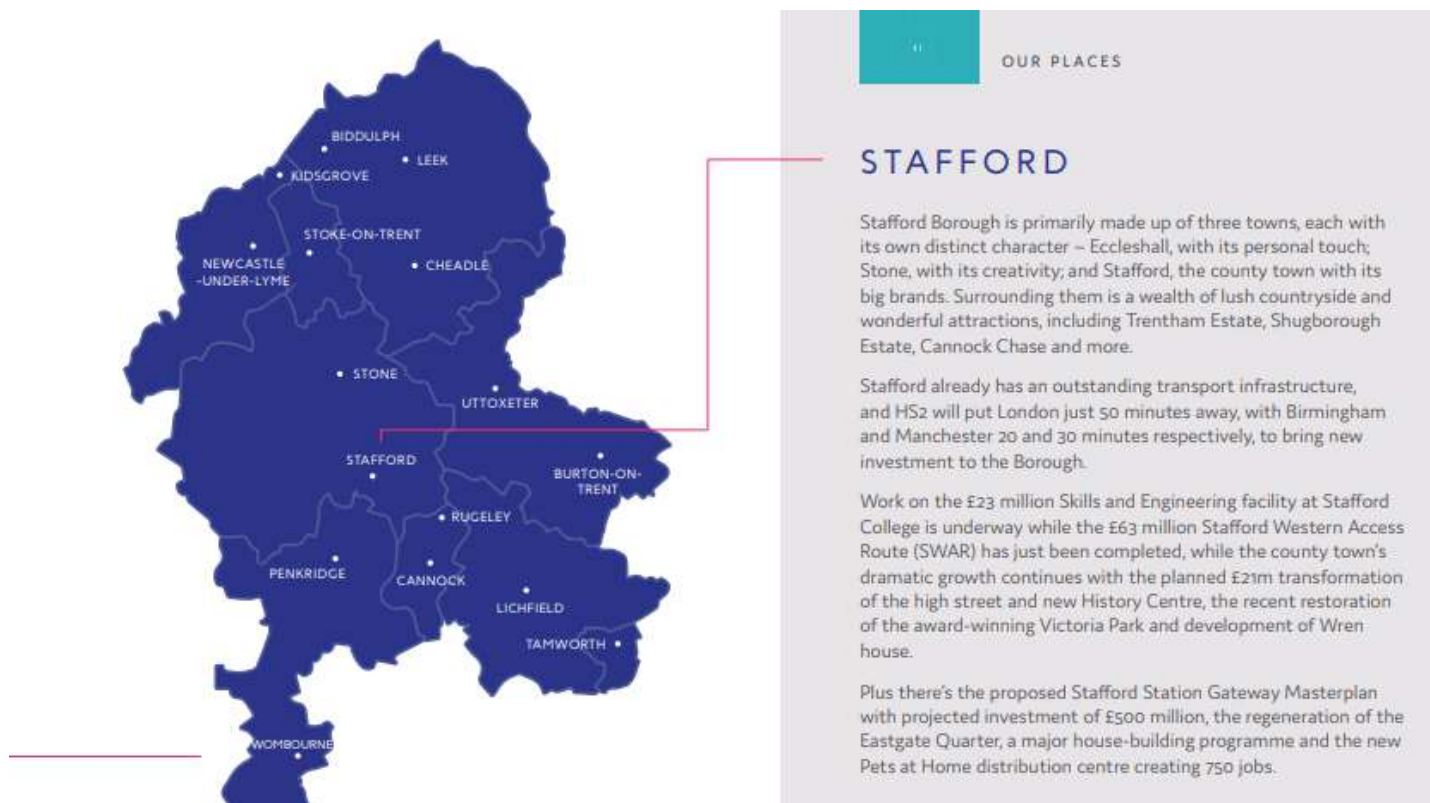 BIDDULPH
LEEK
KIDSGROVE
STOKE-ON-TRENT
NEWCASTLE
-UNDER-LYME
CHEADLE
STONE
UTTOXETER
STAFFORD
BURTON-ON-
TRENT
RUGELEY
PENKRIDGE
CANNOCK
LICHFIELD
TAMWORTH
WOMBOURNE
OUR PLACES
STAFFORD
Stafford Borough is primarily made up of three towns, each with
its own distinct character – Eccleshall, with its personal touch;
Stone, with its creativity; and Stafford, the county town with its
big brands. Surrounding them is a wealth of lush countryside and
wonderful attractions, including Trentham Estate, Shugborough
Estate, Cannock Chase and more.
Stafford already has an outstanding transport infrastructure,
and HS2 will put London just 50 minutes away, with Birmingham
and Manchester 20 and 30 minutes respectively, to bring new
investment to the Borough.
Work on the £23 million Skills and Engineering facility at Stafford
College is underway while the £63 million Stafford Western Access
Route (SWAR) has just been completed, while the county town's
dramatic growth continues with the planned £21m transformation
of the high street and new History Centre, the recent restoration
of the award-winning Victoria Park and development of Wren
house.
Plus there's the proposed Stafford Station Gateway Masterplan
with projected investment of £500 million, the regeneration of the
Eastgate Quarter, a major house-building programme and the new
Pets at Home distribution centre creating 750 jobs.